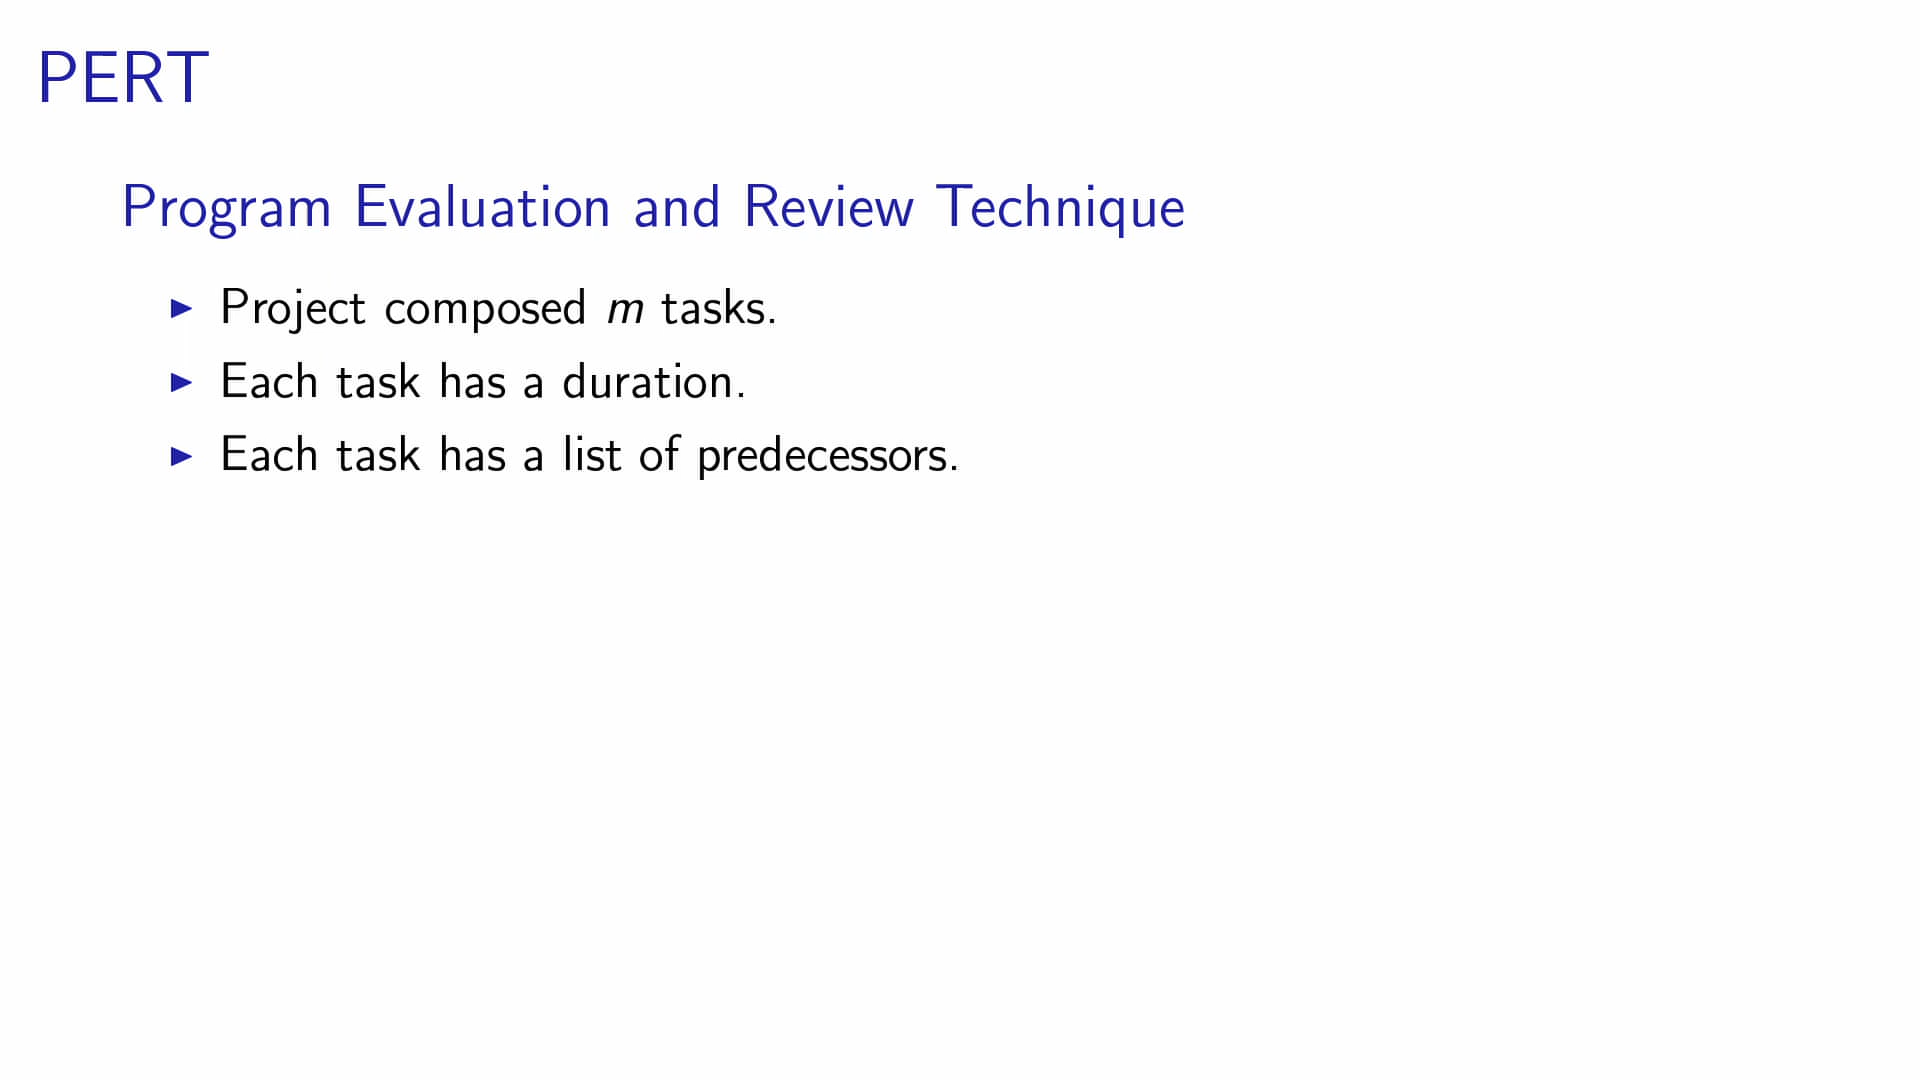 PERT
Program Evaluation and Review Technique
▶ Project composed m tasks.
▶ Each task has a duration.
▶ Each task has a list of predecessors.